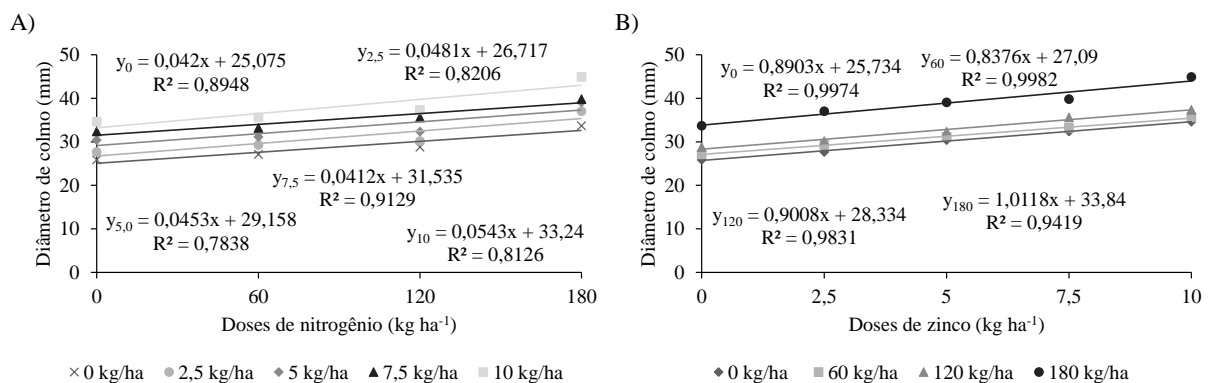 A)
Diâmetro de colmo (mm)
50
40
30
20
10
0
y0 = 0,042x + 25,075
R² = 0,8948
y2,5 = 0,0481x + 26,717
R² = 0,8206
y7,5 = 0,0412x + 31,535
R² = 0,9129
y5,0 = 0,0453x + 29,158
R² = 0,7838
y10 = 0,0543x + 33,24
R² = 0,8126
0 60 120 180
Doses de nitrogênio (kg ha⁻¹)
0 kg/ha 2,5 kg/ha 5 kg/ha 7,5 kg/ha 10 kg/ha
B)
Diâmetro de colmo (mm)
50
40
30
20
10
0
y0 = 0,8903x + 25,734
R² = 0,9974
y60 = 0,8376x + 27,09
R² = 0,9982
y120 = 0,9008x + 28,334
R² = 0,9831
y180 = 1,0118x + 33,84
R² = 0,9419
0 2,5 5 7,5 10
Doses de zinco (kg ha⁻¹)
0 kg/ha 60 kg/ha 120 kg/ha 180 kg/ha